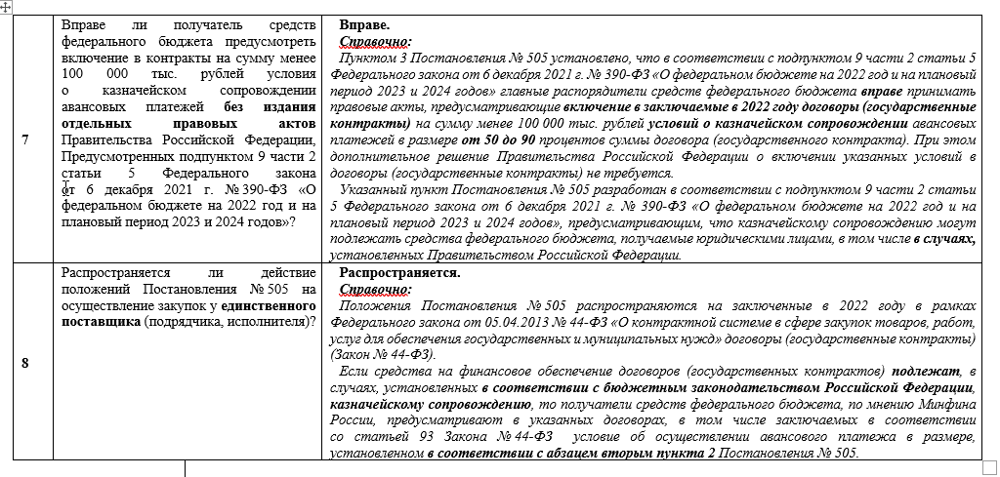 7
Вправе ли получатель средств
федерального бюджета предусмотреть
включение в контракты на сумму менее
100 000 тыс. рублей условия
о казначейском сопровождении
авансовых платежей без издания
отдельных правовых актов
Правительства Российской Федерации,
Предусмотренных подпунктом 9 части 2
статьи 5 Федерального закона
от 6 декабря 2021 г. № 390-ФЗ «О
федеральном бюджете на 2022 год и на
плановый период 2023 и 2024 годов»?
Вправе.
Справочно:
Пунктом 3 Постановления № 505 установлено, что в соответствии с подпунктом 9 части 2 статьи 5
Федерального закона от 6 декабря 2021 г. № 390-ФЗ «О федеральном бюджете на 2022 год и на плановый
период 2023 и 2024 годов» главные распорядители средств федерального бюджета вправе принимать
правовые акты, предусматривающие включение в заключаемые в 2022 году договоры (государственные
контракты) на сумму менее 100 000 тыс. рублей условий о казначейском сопровождении авансовых
платежей в размере от 50 до 90 процентов суммы договора (государственного контракта). При этом
дополнительное решение Правительства Российской Федерации о включении указанных условий в
договоры (государственные контракты) не требуется.
Указанный пункт Постановления № 505 разработан в соответствии с подпунктом 9 части 2 статьи
5 Федерального закона от 6 декабря 2021 г. № 390-ФЗ «О федеральном бюджете на 2022 год и на
плановый период 2023 и 2024 годов», предусматривающим, что казначейскому сопровождению могут
подлежать средства федерального бюджета, получаемые юридическими лицами, в том числе в случаях,
установленных Правительством Российской Федерации.
8
Распространяется ли действие
положений Постановления № 505 на
осуществление закупок у единственного
поставщика (подрядчика, исполнителя)?
Распространяется.
Справочно:
Положения Постановления № 505 распространяются на заключенные в 2022 году в рамках
Федерального закона от 05.04.2013 № 44-ФЗ «О контрактной системе в сфере закупок товаров, работ,
услуг для обеспечения государственных и муниципальных нужд» договоры (государственные контракты)
(Закон № 44-ФЗ).
Если средства на финансовое обеспечение договоров (государственных контрактов) подлежат, в
случаях, установленных в соответствии с бюджетным законодательством Российской Федерации,
казначейскому сопровождению, то получатели средств федерального бюджета, по мнению Минфина
России, предусматривают в указанных договорах, в том числе заключаемых в соответствии
со статьей 93 Закона № 44-ФЗ условие об осуществлении авансового платежа в размере,
установленном в соответствии с абзацем вторым пункта 2 Постановления № 505.